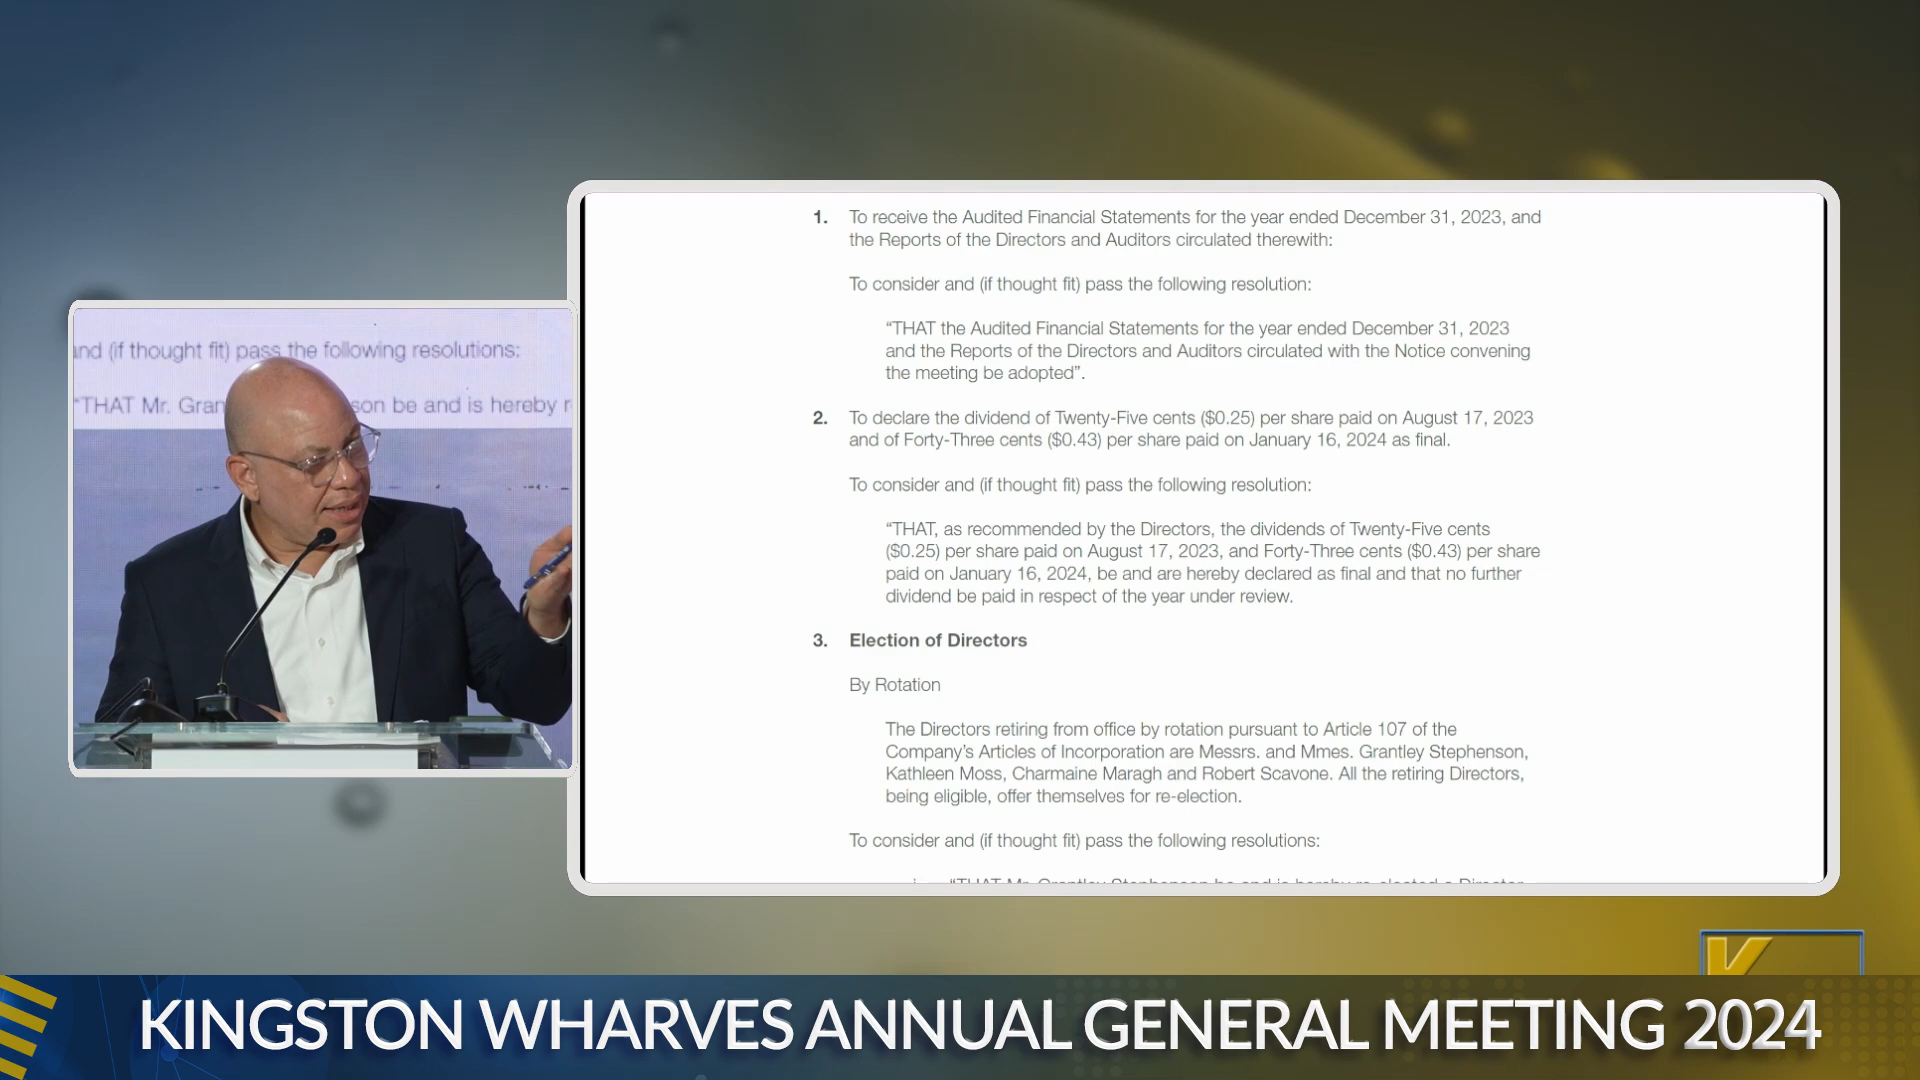 and (if thought fit) pass the following resolutions:
"THAT Mr. Gran son be and is hereby r
1. To receive the Audited Financial Statements for the year ended December 31, 2023, and
the Reports of the Directors and Auditors circulated therewith:
To consider and (if thought fit) pass the following resolution:
“THAT the Audited Financial Statements for the year ended December 31, 2023
and the Reports of the Directors and Auditors circulated with the Notice convening
the meeting be adopted”.
2. To declare the dividend of Twenty-Five cents ($0.25) per share paid on August 17, 2023
and of Forty-Three cents ($0.43) per share paid on January 16, 2024 as final.
To consider and (if thought fit) pass the following resolution:
“THAT, as recommended by the Directors, the dividends of Twenty-Five cents
($0.25) per share paid on August 17, 2023, and Forty-Three cents ($0.43) per share
paid on January 16, 2024, be and are hereby declared as final and that no further
dividend be paid in respect of the year under review.
3. Election of Directors
By Rotation
The Directors retiring from office by rotation pursuant to Article 107 of the
Company’s Articles of Incorporation are Messrs. and Mmes. Grantley Stephenson,
Kathleen Moss, Charmaine Maragh and Robert Scavone. All the retiring Directors,
being eligible, offer themselves for re-election.
To consider and (if thought fit) pass the following resolutions:
“THAT Mr. Grantley Stephenson be and is hereby re-elected a Director
KINGSTON WHARVES ANNUAL GENERAL MEETING 2024